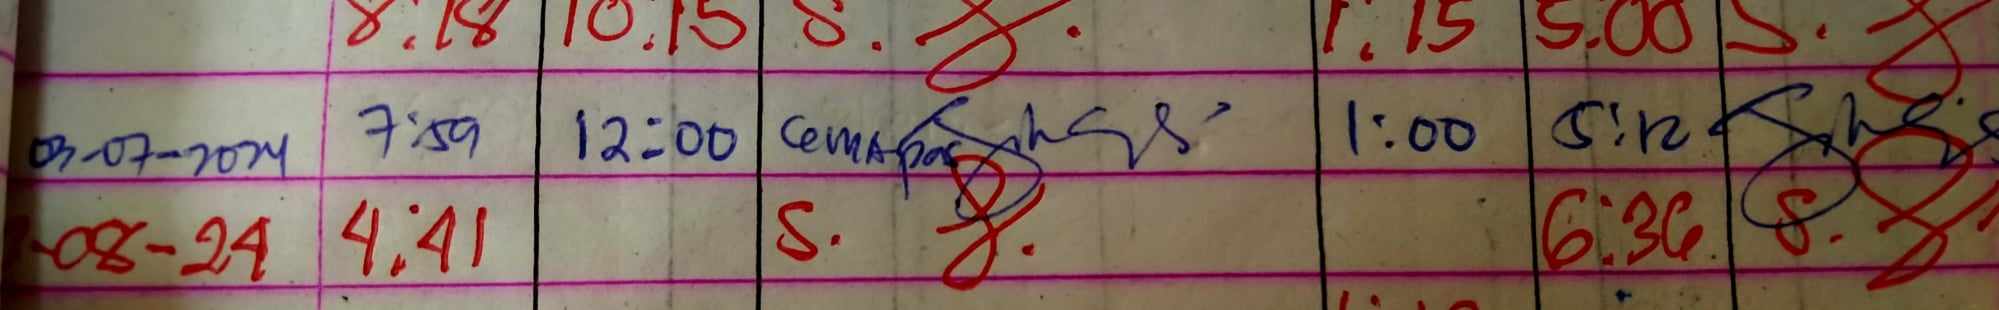 8:18 10:15 S. 1:15 5:00 S.
03-07-2024 7:59 12:00 1:00 5:12
-08-24 4:41 S. 6:36 S.